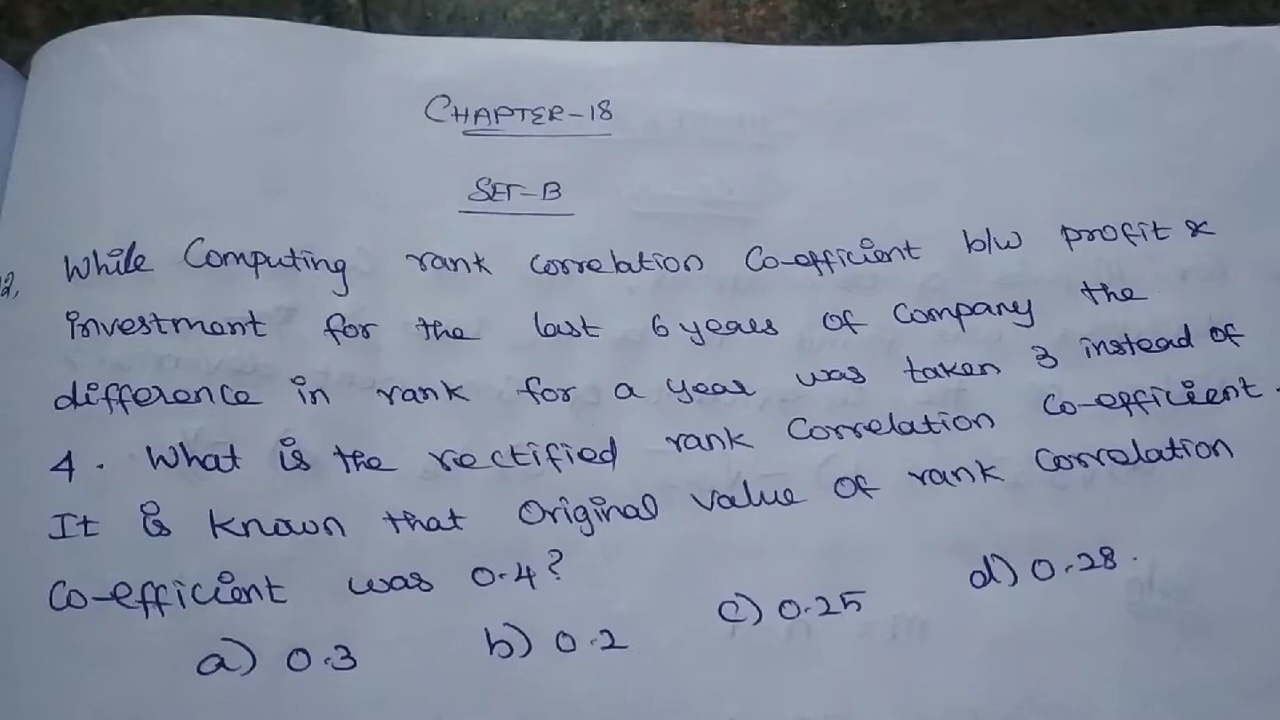 CHAPTER-18
SET-B
12, While Computing rank correlation Co-efficient b/w profit &
investment for the last 6 years of company the
difference in rank for a year was taken 3 instead of
4. What is the rectified rank Correlation Co-efficient.
It is known that Original value of rank Correlation
Co-efficient was 0.4?
a) 0.3 b) 0.2 c) 0.25 d) 0.28.